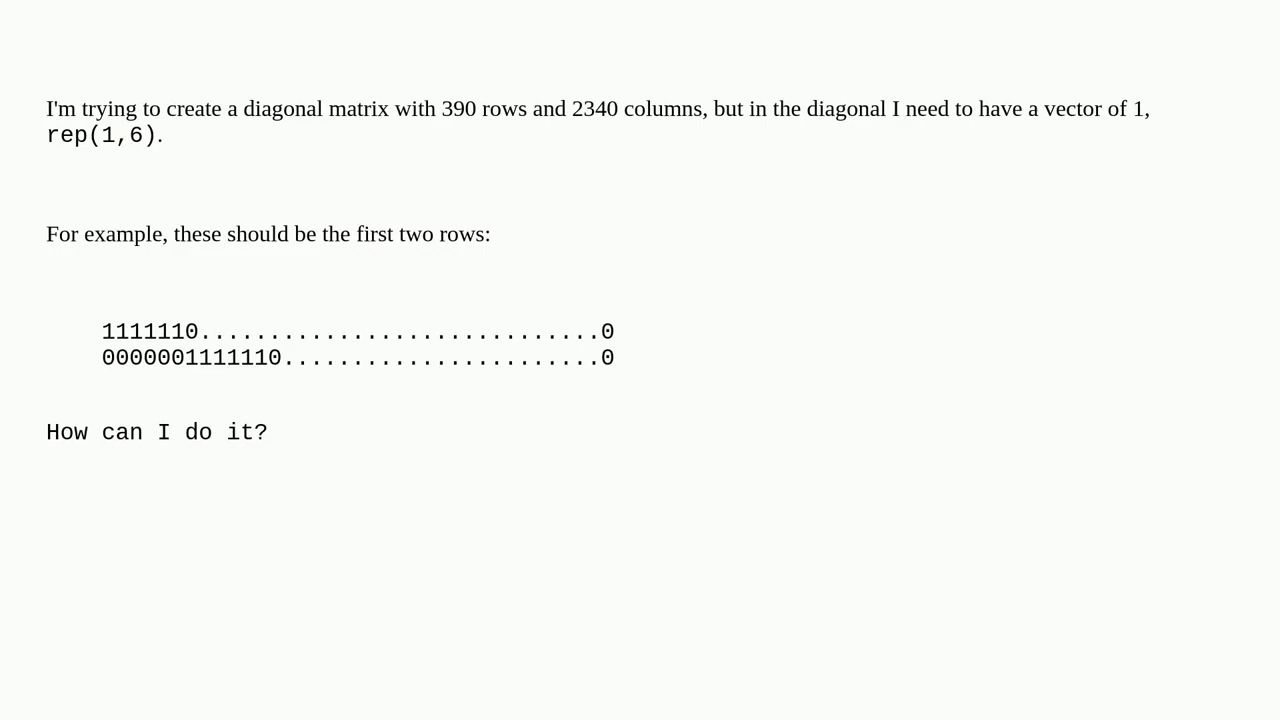 I'm trying to create a diagonal matrix with 390 rows and 2340 columns, but in the diagonal I need to have a vector of 1,
rep(1,6).
For example, these should be the first two rows:
1111110.............................0
0000001111110.......................0
How can I do it?